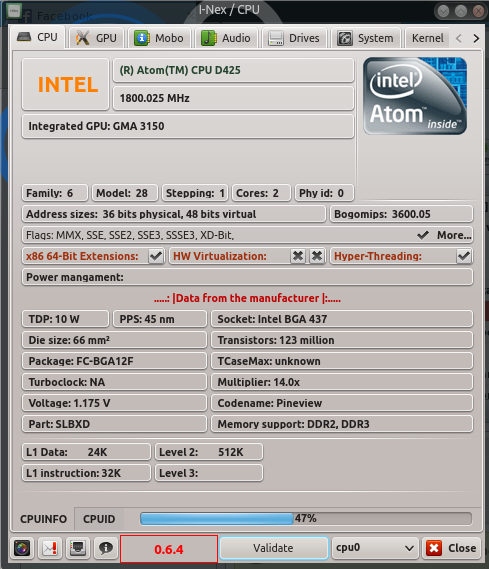 Facebook
I-Nex / CPU
CPU GPU Mobo Audio Drives System Kernel
INTEL
(R) Atom(TM) CPU D425
1800.025 MHz
Integrated GPU: GMA 3150
intel
Atom™
inside™
Family: 6 Model: 28 Stepping: 1 Cores: 2 Phy id: 0
Address sizes: 36 bits physical, 48 bits virtual Bogomips: 3600.05
Flags: MMX, SSE, SSE2, SSE3, SSSE3, XD-Bit, More...
x86 64-Bit Extensions: HW Virtualization: Hyper-Threading:
Power mangament:
.....: |Data from the manufacturer |:.....
TDP: 10 W PPS: 45 nm Socket: Intel BGA 437
Die size: 66 mm² Transistors: 123 million
Package: FC-BGA12F TCaseMax: unknown
Turboclock: NA Multiplier: 14.0x
Voltage: 1.175 V Codename: Pineview
Part: SLBXD Memory support: DDR2, DDR3
L1 Data: 24K Level 2: 512K
L1 instruction: 32K Level 3:
CPUINFO CPUID 47%
0.6.4 Validate cpu0 Close